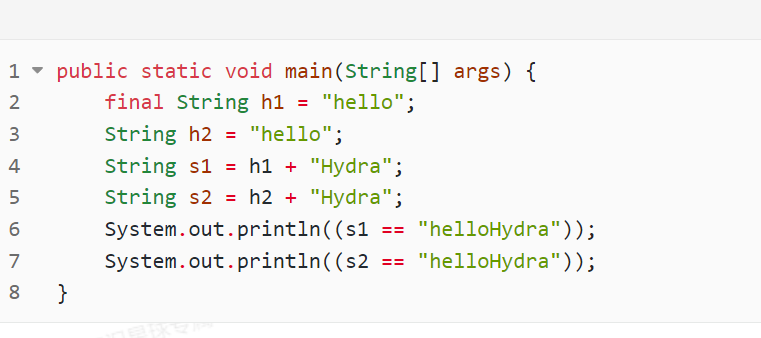 1 public static void main(String[] args) {
2 final String h1 = "hello";
3 String h2 = "hello";
4 String s1 = h1 + "Hydra";
5 String s2 = h2 + "Hydra";
6 System.out.println((s1 == "helloHydra"));
7 System.out.println((s2 == "helloHydra"));
8 }